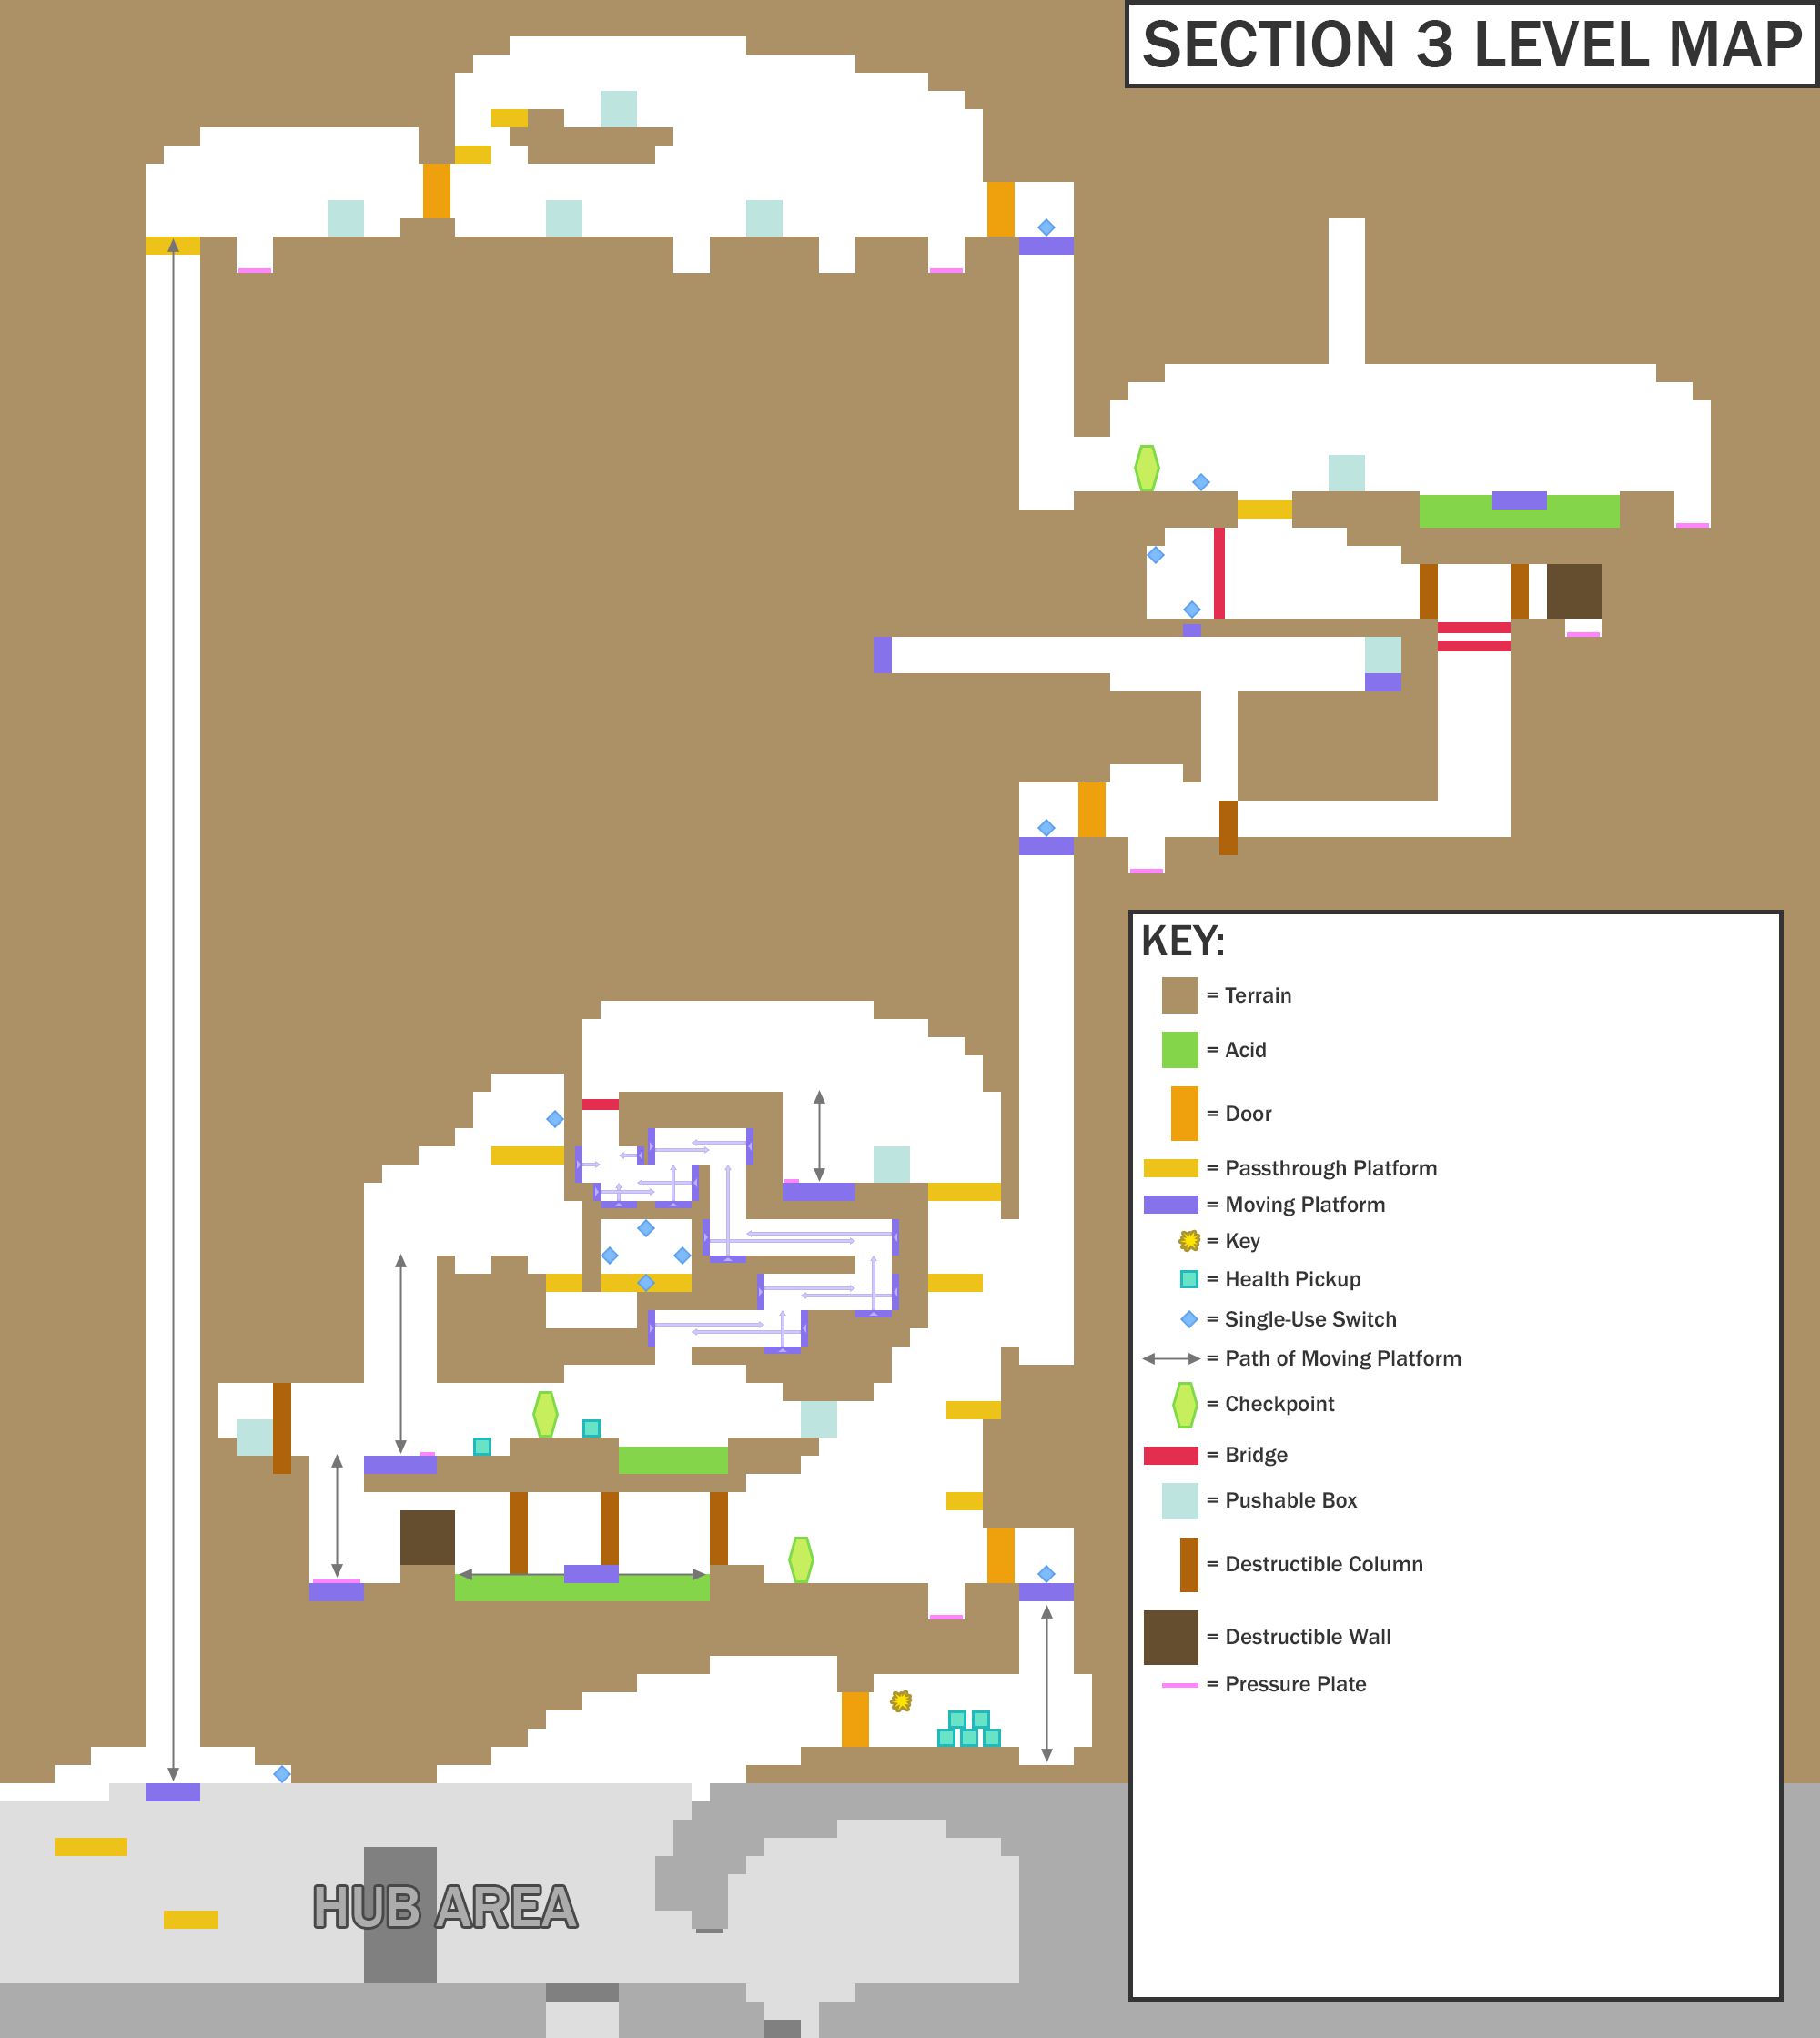 SECTION 3 LEVEL MAP
KEY:
= Terrain
= Acid
= Door
= Passthrough Platform
= Moving Platform
= Key
= Health Pickup
= Single-Use Switch
= Path of Moving Platform
= Checkpoint
= Bridge
= Pushable Box
= Destructible Column
= Destructible Wall
= Pressure Plate
HUB AREA